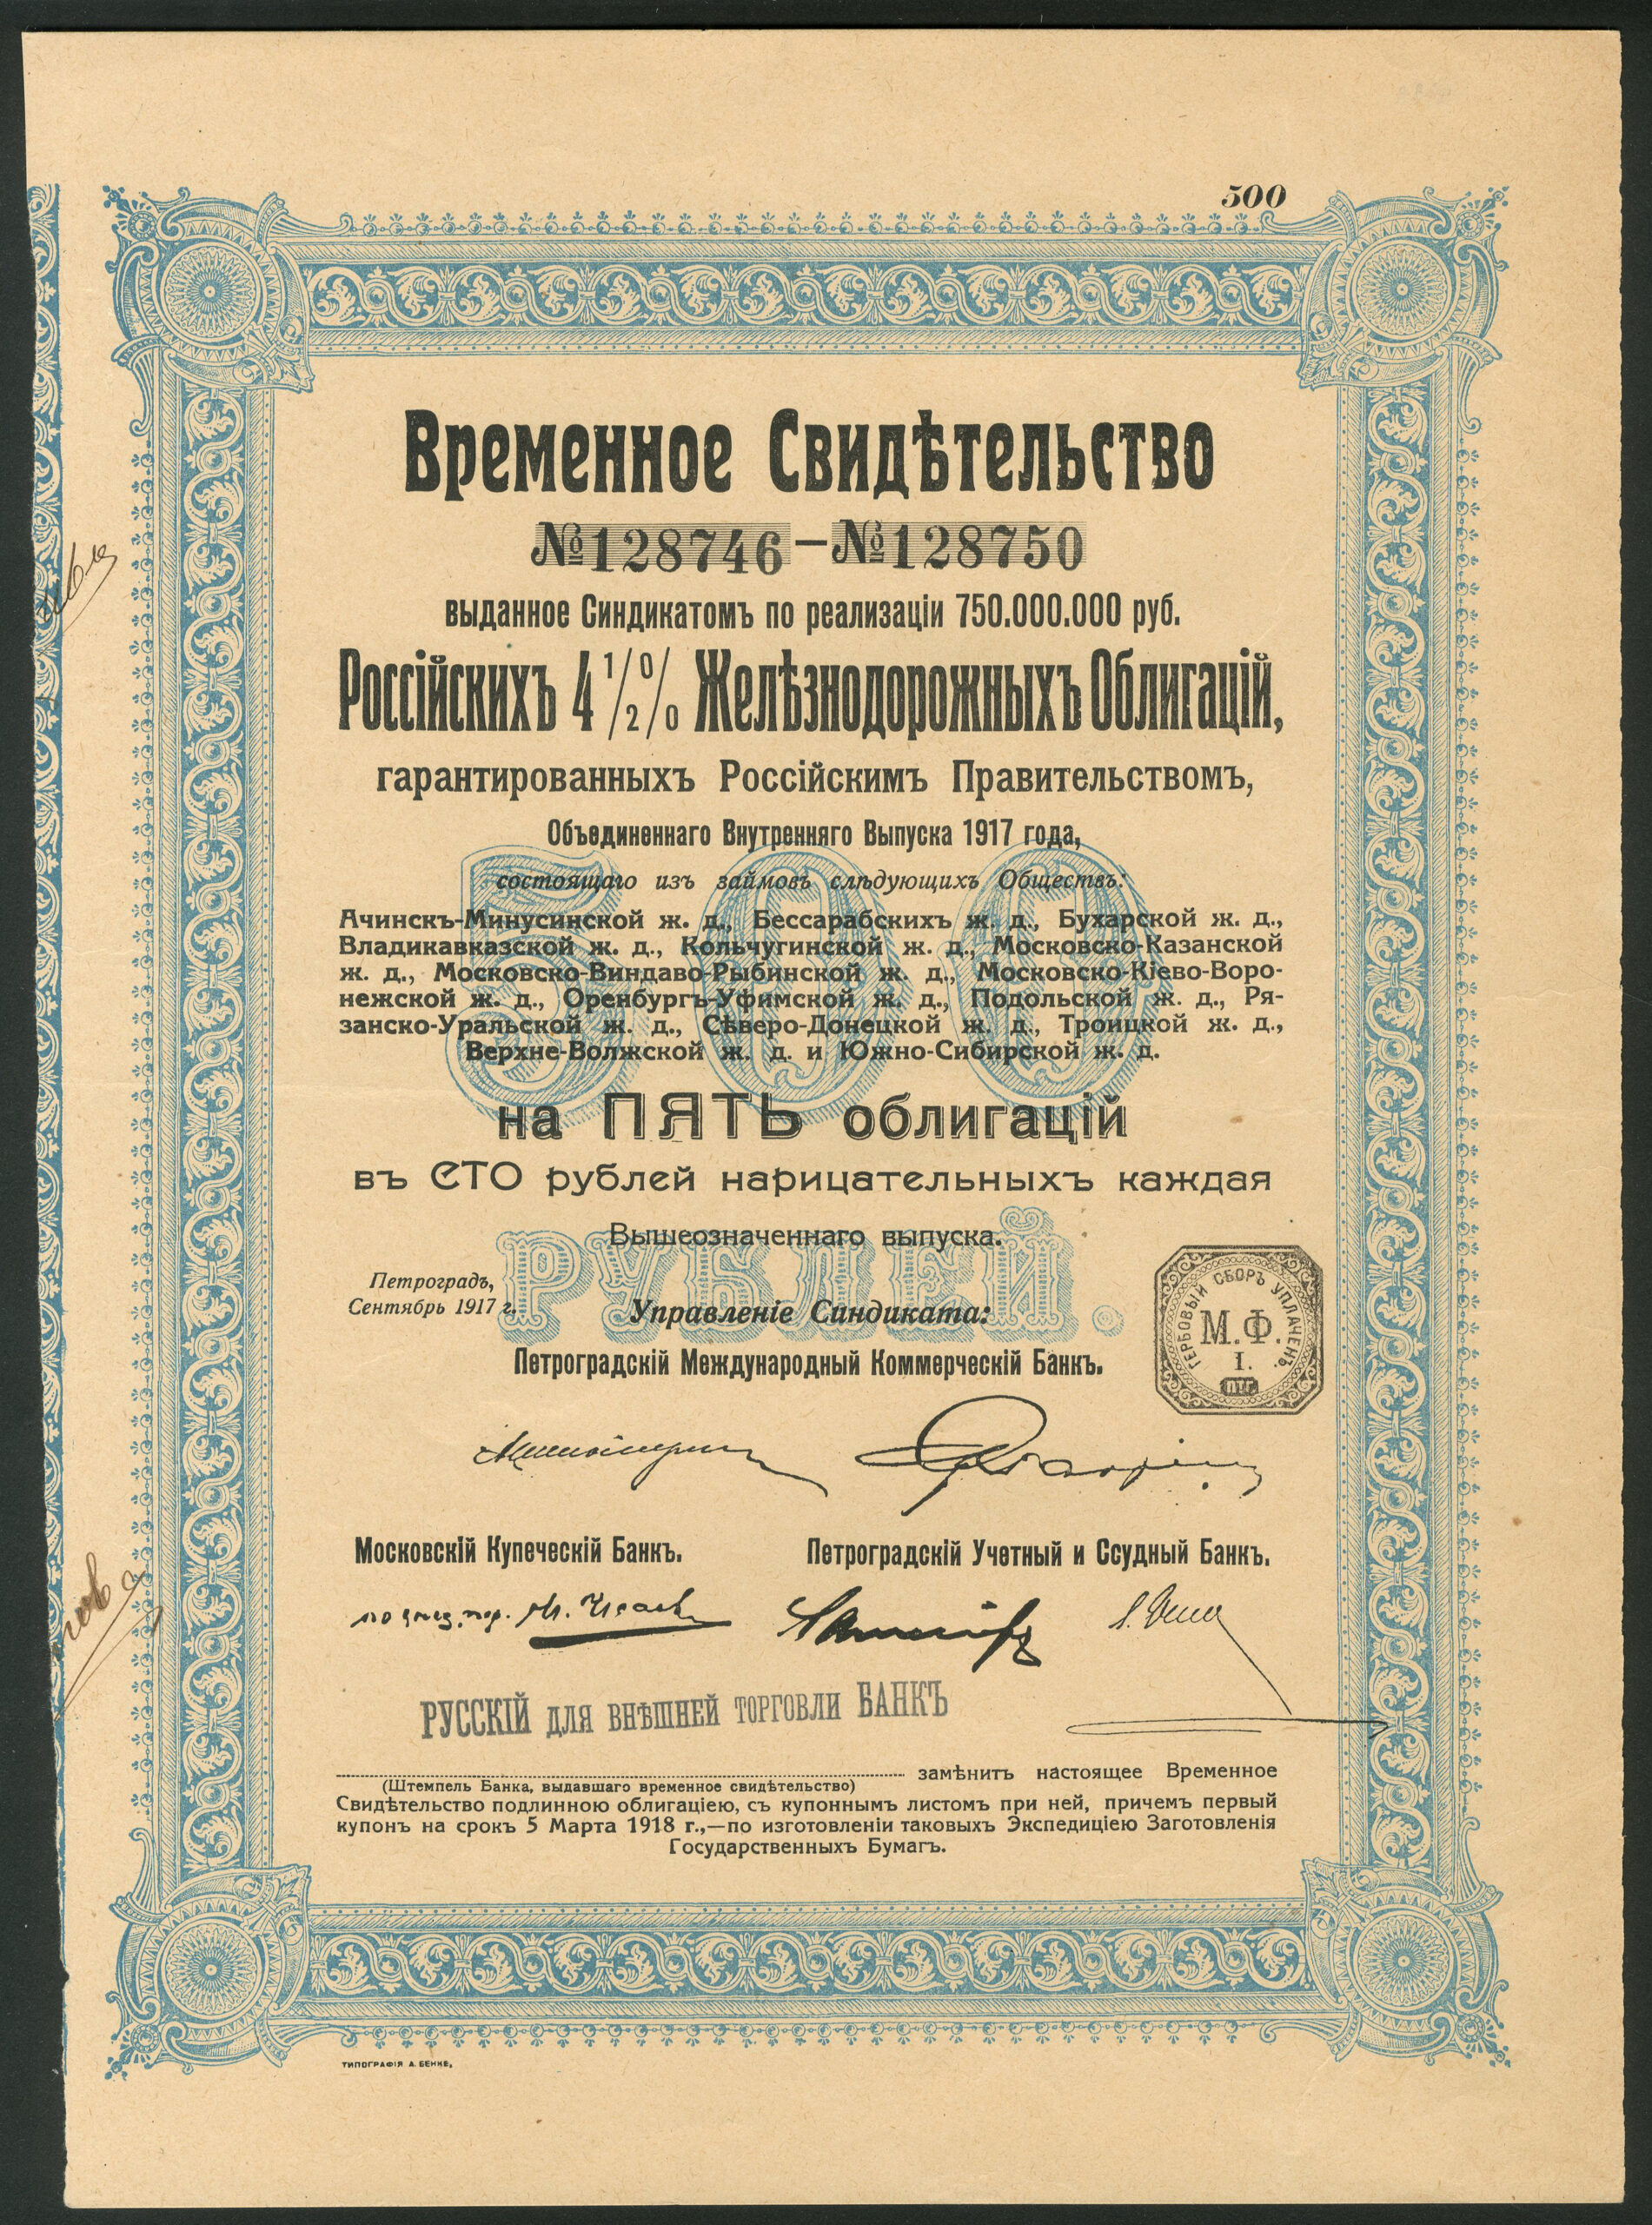 500
Временное Свидѣтельство
№128746 — №128750
выданное Синдикатомъ по реализаціи 750.000.000 руб.
Россійскихъ 4 1/2 % Желѣзнодорожныхъ Облигацій,
гарантированныхъ Россійскимъ Правительствомъ,
Объединеннаго Внутренняго Выпуска 1917 года,
состоящаго изъ займовъ слѣдующихъ Обществъ:
Ачинскъ-Минусинской ж. д., Бессарабскихъ ж. д., Бухарской ж. д.,
Владикавказской ж. д., Кольчугинской ж. д., Московско-Казанской
ж. д., Московско-Виндаво-Рыбинской ж. д., Московско-Кіево-Воро-
нежской ж. д., Оренбургъ-Уфимской ж. д., Подольской ж. д., Ря-
занско-Уральской ж. д., Сѣверо-Донецкой ж. д., Троицкой ж. д.,
Верхне-Волжской ж. д. и Южно-Сибирской ж. д.
500
на ПЯТЬ облигацій
въ СТО рублей нарицательныхъ каждая
Вышеозначеннаго выпуска.
РУБЛЕЙ.
Петроградъ,
Сентябрь 1917 г.
Управленіе Синдиката:
ГЕРБОВЫЙ СБОРЪ УПЛАЧЕНЪ.
М.Ф.
I.
ПТГ.
Петроградскій Международный Коммерческій Банкъ.
Московскій Купеческій Банкъ.
Петроградскій Учетный и Ссудный Банкъ.
РУССКІЙ ДЛЯ ВНѢШНЕЙ ТОРГОВЛИ БАНКЪ
замѣнитъ настоящее Временное
(Штемпель Банка, выдавшаго временное свидѣтельство)
Свидѣтельство подлинною облигаціею, съ купоннымъ листомъ при ней, причемъ первый
купонъ на срокъ 5 Марта 1918 г.,—по изготовленіи таковыхъ Экспедиціею Заготовленія
Государственныхъ Бумагъ.
ТИПОГРАФІЯ А. БЕНКЕ,